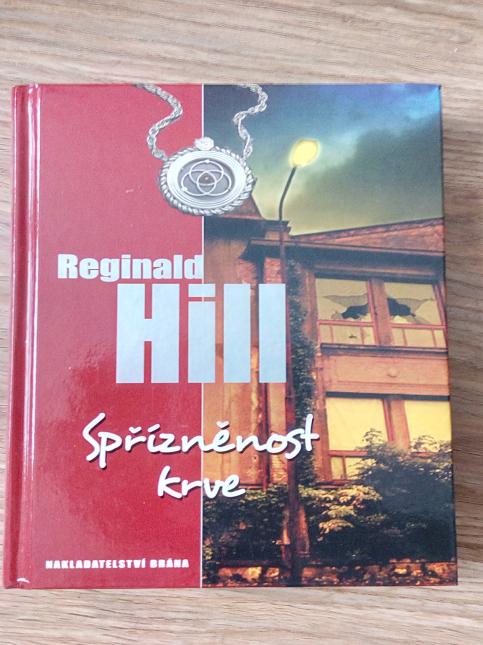 Reginald
Hill
Spřízněnost
krve
NAKLADATELSTVÍ BRÁNA